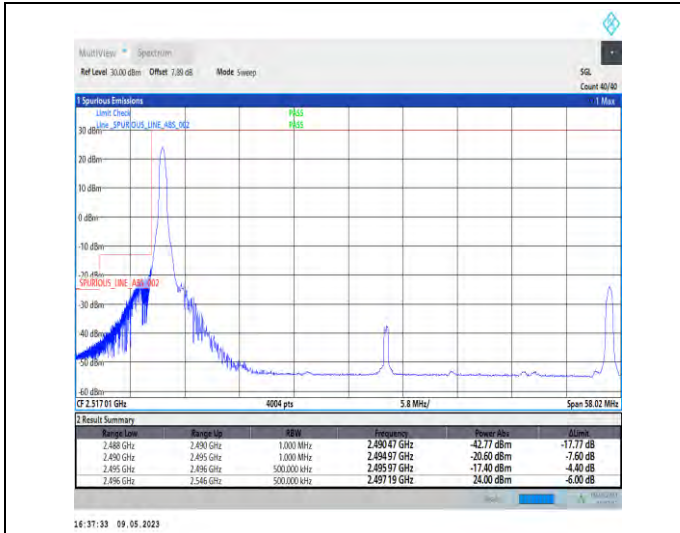 MultiView Spectrum
Ref Level 30.00 dBm Offset 7.89 dB Mode Sweep SGL
Count 40/40
1 Spurious Emissions 1 Max
Limit Check PASS
Line _SPURIOUS_LINE_ABS_002 PASS
30 dBm
20 dBm
10 dBm
0 dBm
-10 dBm
-20 dBm
SPURIOUS_LINE_ABS_002
-30 dBm
-40 dBm
-50 dBm
-60 dBm
CF 2.517 01 GHz 4004 pts 5.8 MHz/ Span 58.02 MHz
2 Result Summary
Range Low Range Up RBW Frequency Power Abs ΔLimit
2.488 GHz 2.490 GHz 1.000 MHz 2.490 47 GHz -42.77 dBm -17.77 dB
2.490 GHz 2.495 GHz 1.000 MHz 2.494 97 GHz -20.60 dBm -7.60 dB
2.495 GHz 2.496 GHz 500.000 kHz 2.495 97 GHz -17.40 dBm -4.40 dB
2.496 GHz 2.546 GHz 500.000 kHz 2.497 19 GHz 24.00 dBm -6.00 dB
16:37:33 09.05.2023